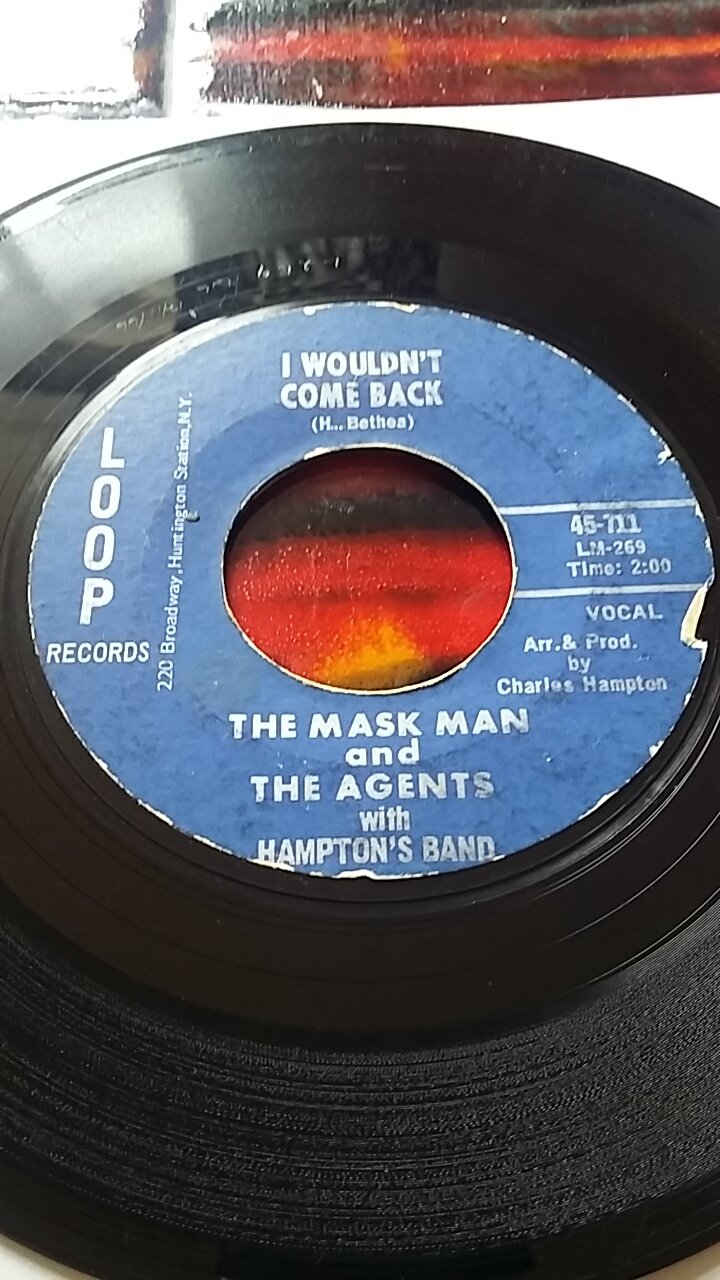 I WOULDN'T
COME BACK
(H.. Bethea)
LOOP
RECORDS
220 Broadway, Huntington Station, N.Y.
45-711
LM-269
Time: 2:00
VOCAL
Arr. & Prod.
by
Charles Hampton
THE MASK MAN
and
THE AGENTS
with
HAMPTON'S BAND